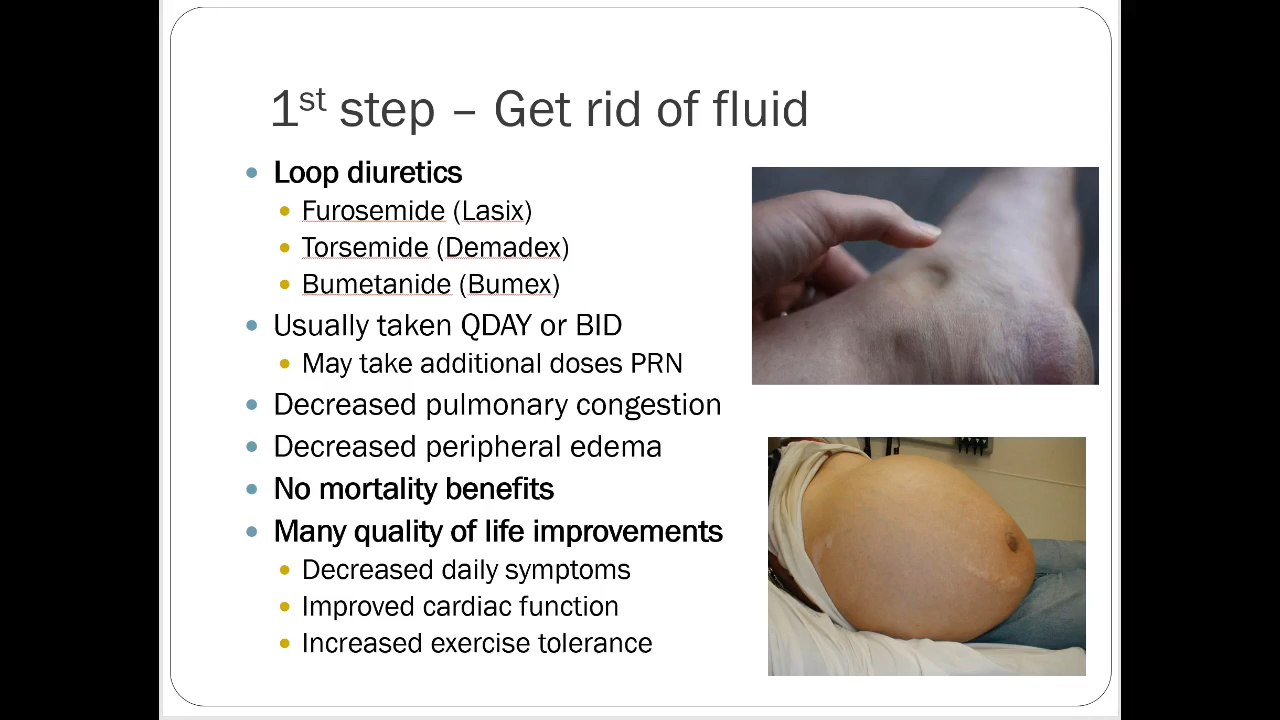 1st step – Get rid of fluid
Loop diuretics
Furosemide (Lasix)
Torsemide (Demadex)
Bumetanide (Bumex)
Usually taken QDAY or BID
May take additional doses PRN
Decreased pulmonary congestion
Decreased peripheral edema
No mortality benefits
Many quality of life improvements
Decreased daily symptoms
Improved cardiac function
Increased exercise tolerance